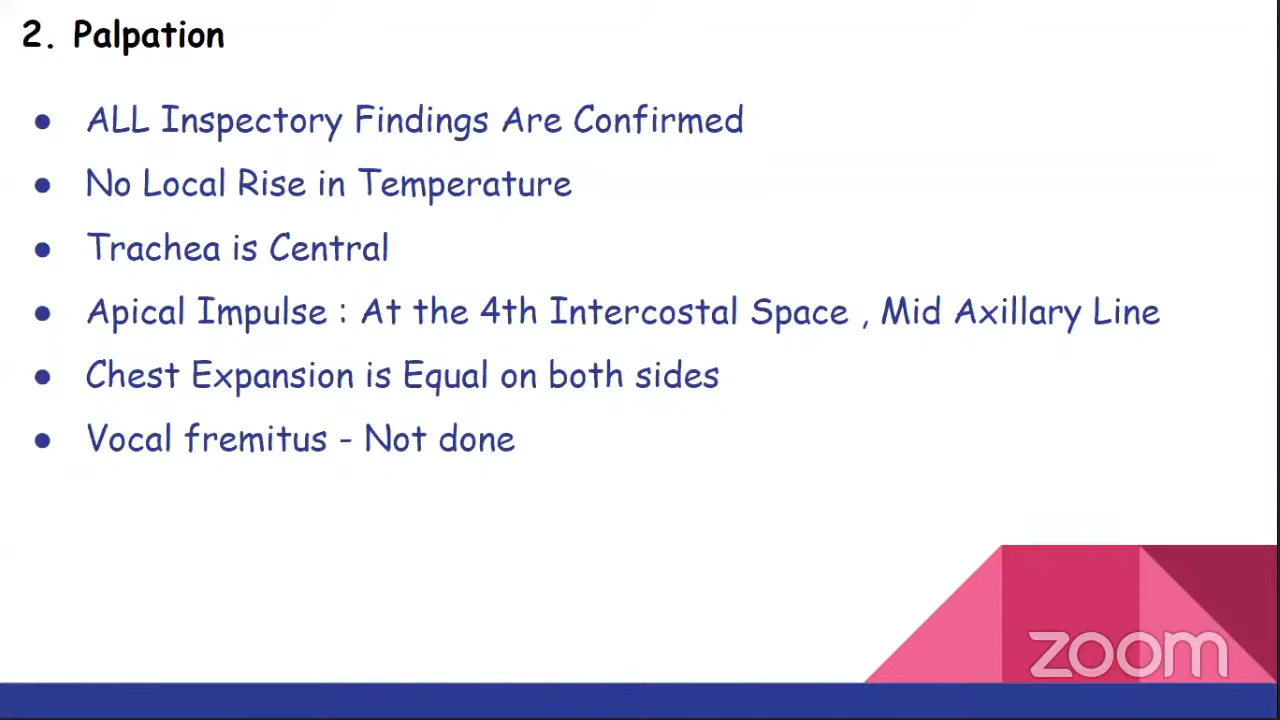 2. Palpation
● ALL Inspectory Findings Are Confirmed
● No Local Rise in Temperature
● Trachea is Central
● Apical Impulse : At the 4th Intercostal Space , Mid Axillary Line
● Chest Expansion is Equal on both sides
● Vocal fremitus - Not done
zoom